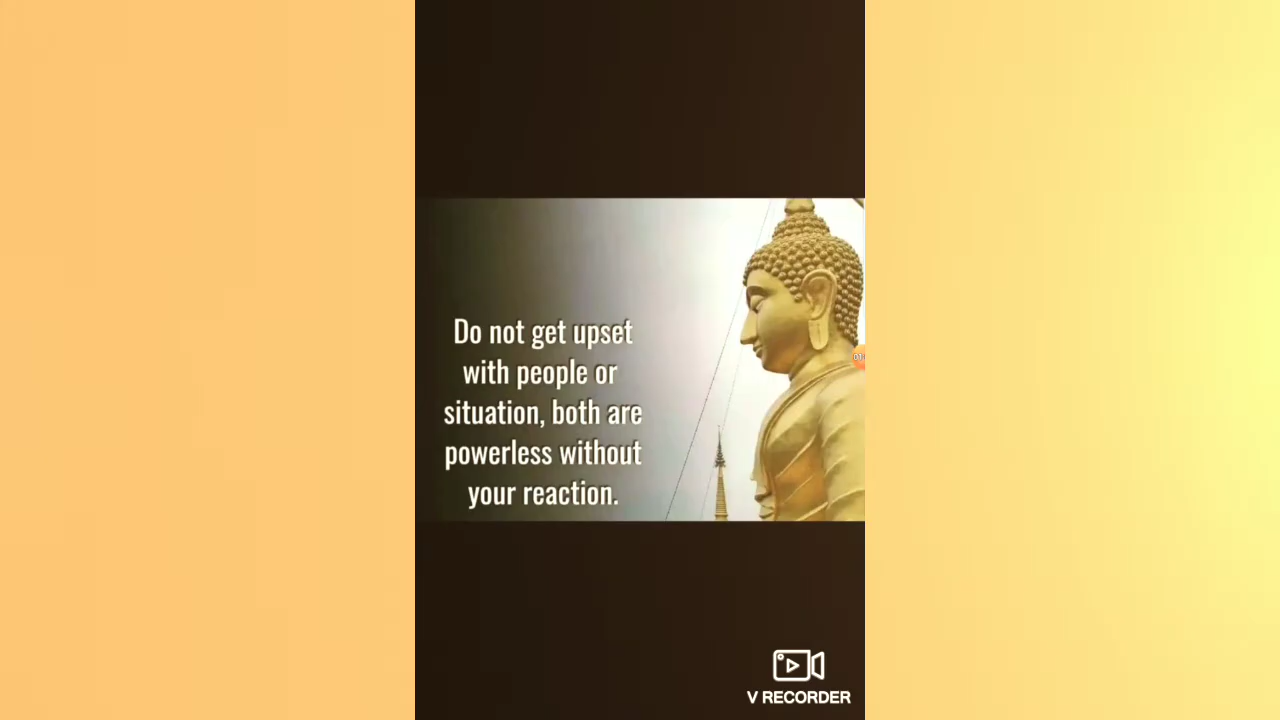 Do not get upset
with people or
situation, both are
powerless without
your reaction.
V RECORDER